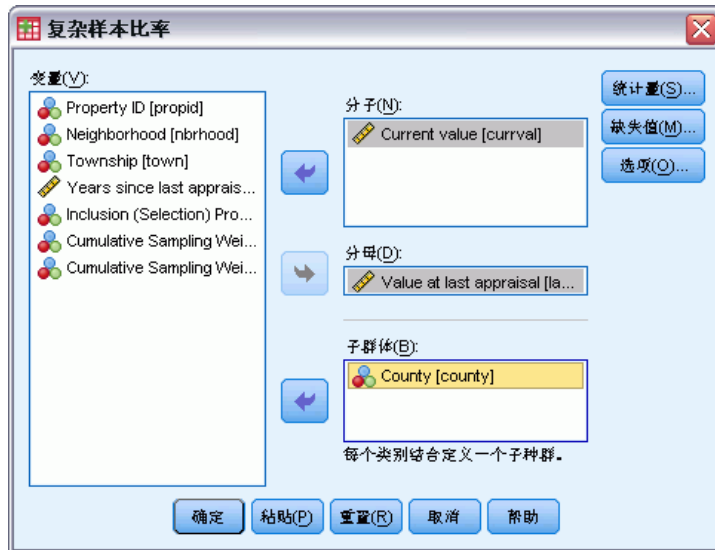 复杂样本比率
变量(V):
Property ID [propid]
Neighborhood [nbrhood]
Township [town]
Years since last apprais...
Inclusion (Selection) Pro...
Cumulative Sampling Wei...
Cumulative Sampling Wei...
分子(N):
Current value [currval]
分母(D):
Value at last appraisal [la...
子群体(B):
County [county]
每个类别结合定义一个子种群。
统计量(S)...
缺失值(M)...
选项(O)...
确定
粘贴(P)
重置(R)
取消
帮助